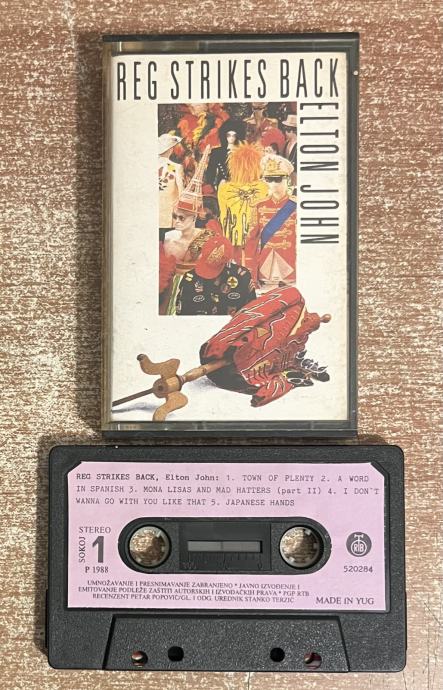 REG STRIKES BACK
ELTON JOHN
REG STRIKES BACK, Elton John: 1. TOWN OF PLENTY 2. A WORD
IN SPANISH 3. MONA LISAS AND MAD HATTERS (part II) 4. I DON'T
WANNA GO WITH YOU LIKE THAT 5. JAPANESE HANDS
STEREO
SOKOJ
1
P 1988
RTB
520284
UMNOŽAVANJE I PRESNIMAVANJE ZABRANJENO * JAVNO IZVOĐENJE I
EMITOVANJE PODLEŽE ZAŠTITI AUTORSKIH I IZVOĐAČKIH PRAVA * PGP RTB
RECENZENT PETAR POPOVIĆ/GL. I ODG. UREDNIK STANKO TERZIĆ
MADE IN YUG